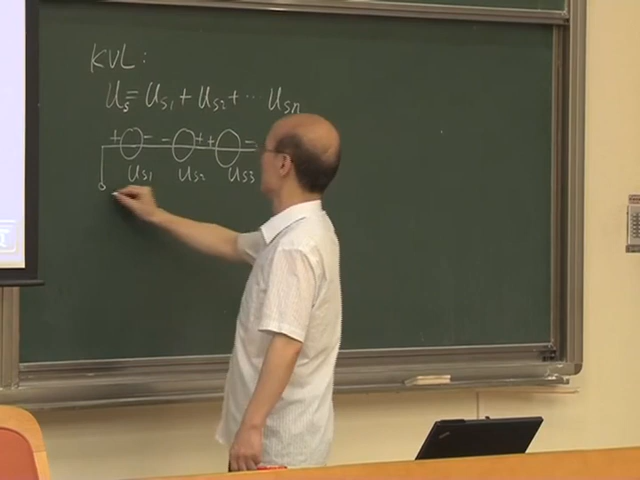 KVL:
Us=Us1+Us2+···Usn
+ - - + +
Us1 Us2 Us3